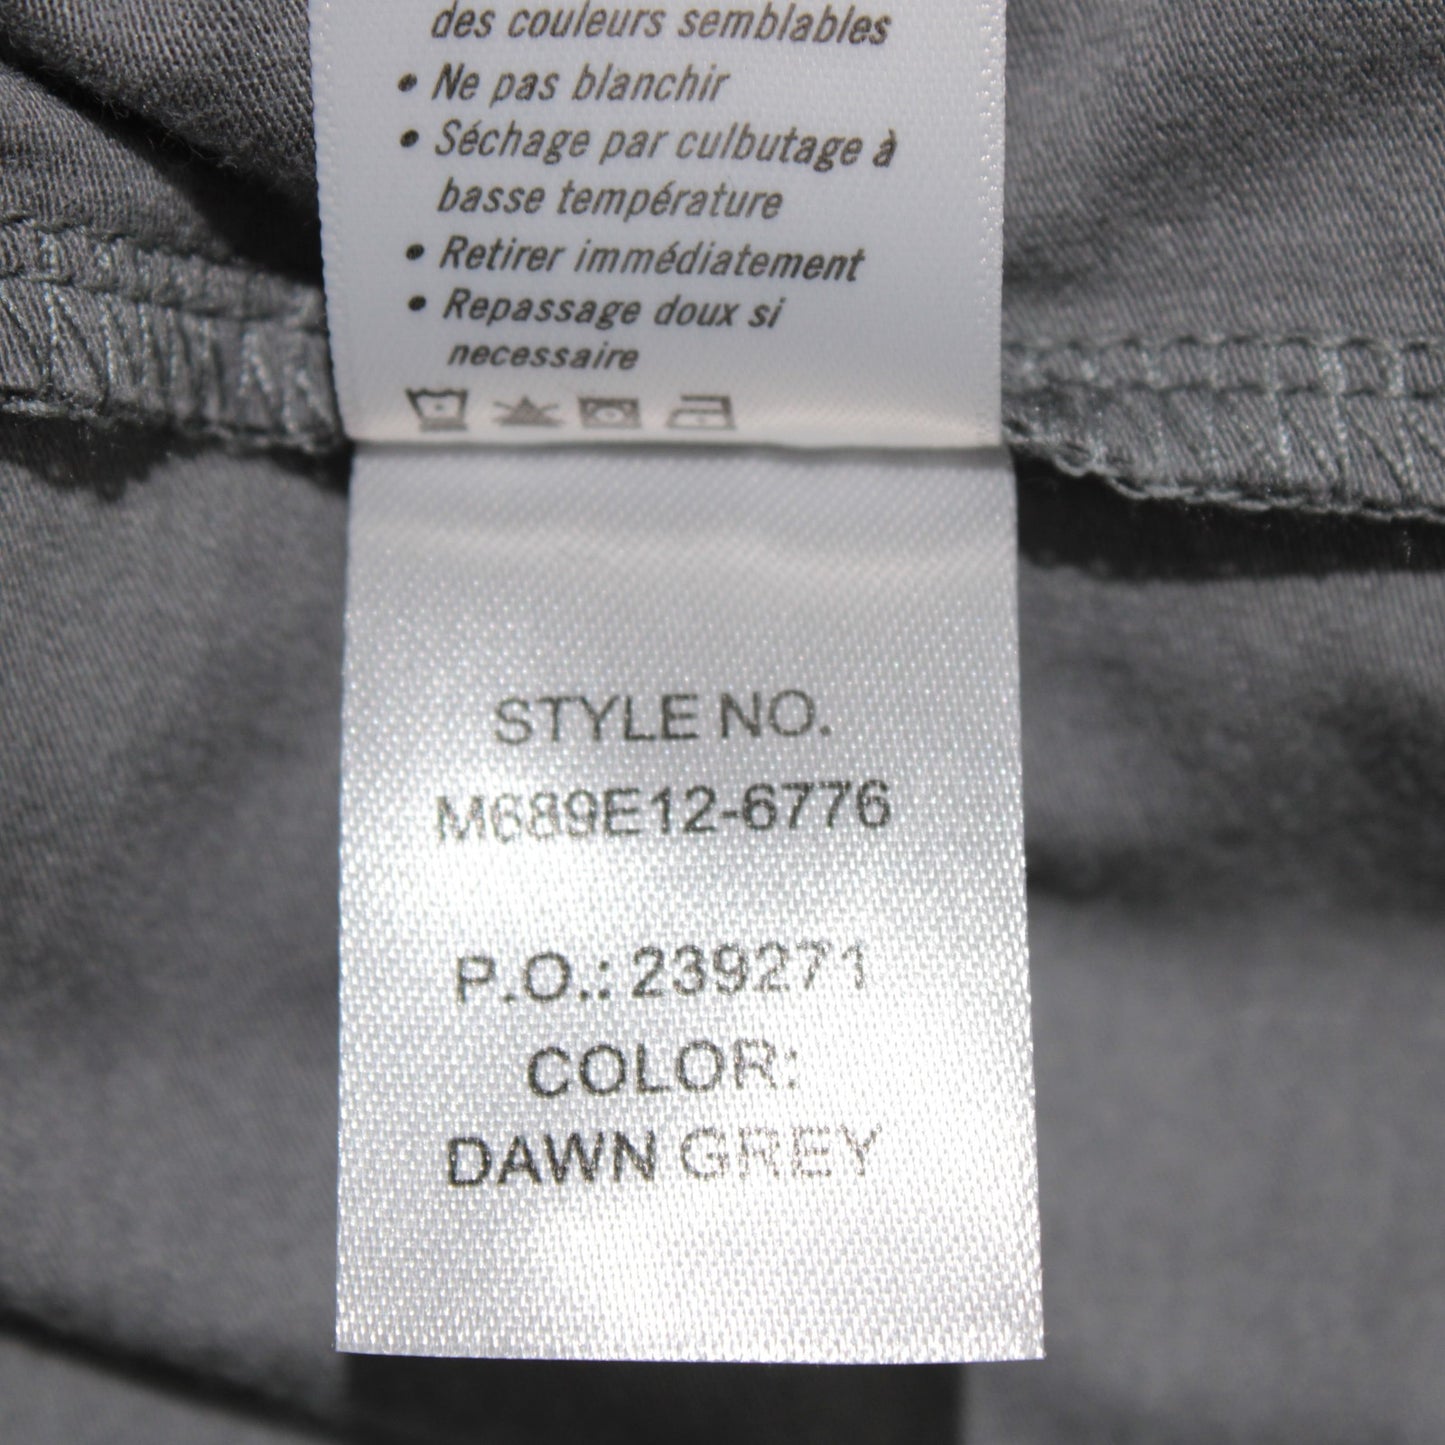 des couleurs semblables
• Ne pas blanchir
• Séchage par culbutage à
basse température
• Retirer immédiatement
• Repassage doux si
necessaire
STYLE NO.
M689E12-6776
P.O.: 239271
COLOR:
DAWN GREY